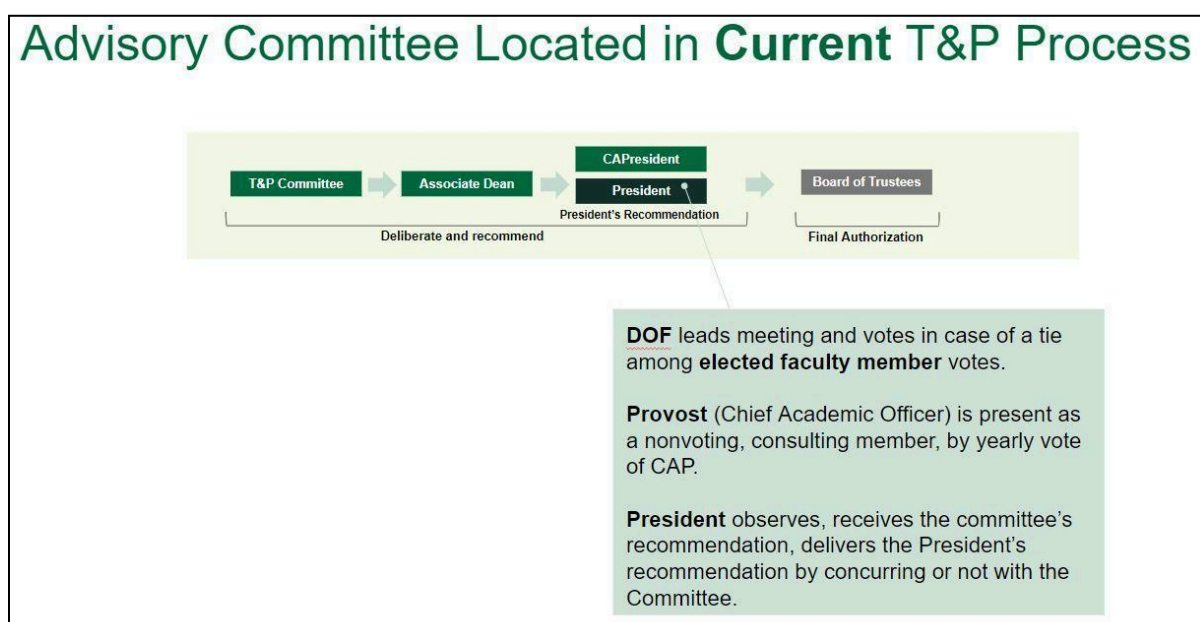 Advisory Committee Located in Current T&P Process
CAPresident
T&P Committee
Associate Dean
President
Board of Trustees
President's Recommendation
Deliberate and recommend
Final Authorization
DOF leads meeting and votes in case of a tie
among elected faculty member votes.
Provost (Chief Academic Officer) is present as
a nonvoting, consulting member, by yearly vote
of CAP.
President observes, receives the committee's
recommendation, delivers the President's
recommendation by concurring or not with the
Committee.